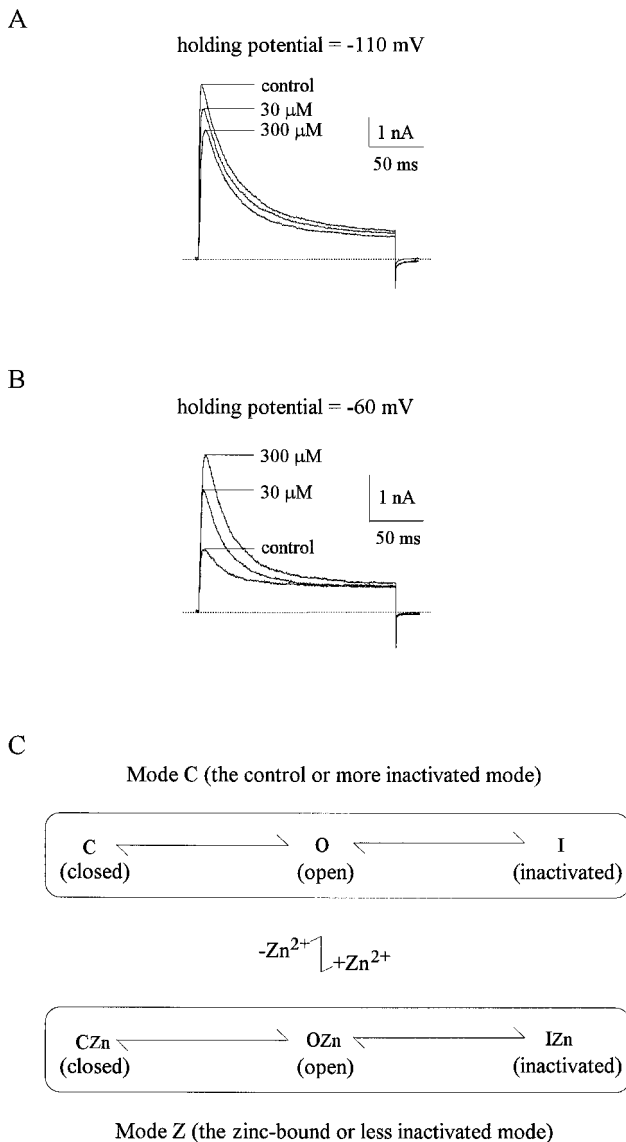 A
holding potential = -110 mV
control
30 μM
300 μM
1 nA
50 ms
B
holding potential = -60 mV
300 μM
30 μM
control
1 nA
50 ms
C
Mode C (the control or more inactivated mode)
C O I
(closed) (open) (inactivated)
-Zn²⁺ +Zn²⁺
CZn OZn IZn
(closed) (open) (inactivated)
Mode Z (the zinc-bound or less inactivated mode)